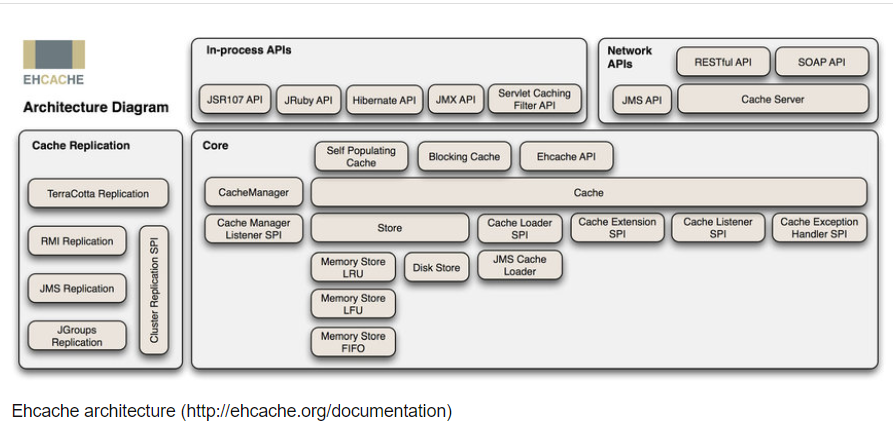 EHCACHE
Architecture Diagram
In-process APIs
JSR107 API
JRuby API
Hibernate API
JMX API
Servlet Caching
Filter API
Network
APIs
RESTful API
SOAP API
JMS API
Cache Server
Cache Replication
TerraCotta Replication
RMI Replication
JMS Replication
JGroups
Replication
Cluster Replication SPI
Core
Self Populating
Cache
Blocking Cache
Ehcache API
CacheManager
Cache
Cache Manager
Listener SPI
Store
Cache Loader
SPI
Cache Extension
SPI
Cache Listener
SPI
Cache Exception
Handler SPI
Memory Store
LRU
Disk Store
JMS Cache
Loader
Memory Store
LFU
Memory Store
FIFO
Ehcache architecture (http://ehcache.org/documentation)